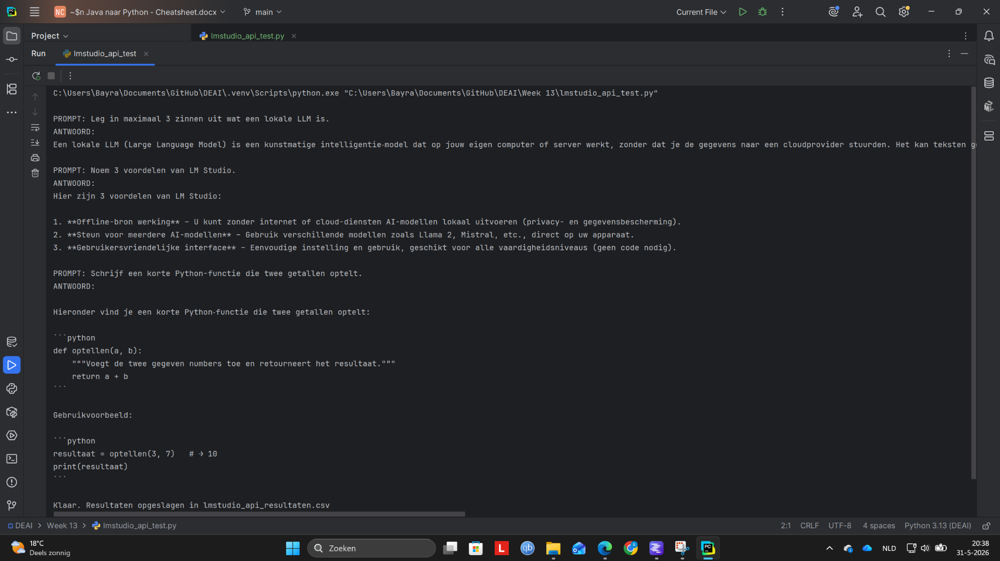 NC ~$n Java naar Python - Cheatsheet.docx main Current File
Project lmstudio_api_test.py
Run lmstudio_api_test
C:\Users\Bayra\Documents\GitHub\DEAI\.venv\Scripts\python.exe "C:\Users\Bayra\Documents\GitHub\DEAI\Week 13\lmstudio_api_test.py"
PROMPT: Leg in maximaal 3 zinnen uit wat een lokale LLM is.
ANTWOORD:
Een lokale LLM (Large Language Model) is een kunstmatige intelligentie-model dat op jouw eigen computer of server werkt, zonder dat je de gegevens naar een cloudprovider stuurden. Het kan teksten
PROMPT: Noem 3 voordelen van LM Studio.
ANTWOORD:
Hier zijn 3 voordelen van LM Studio:
1. **Offline-bron werking** – U kunt zonder internet of cloud-diensten AI-modellen lokaal uitvoeren (privacy- en gegevensbescherming).
2. **Steun voor meerdere AI-modellen** – Gebruik verschillende modellen zoals Llama 2, Mistral, etc., direct op uw apparaat.
3. **Gebruikersvriendelijke interface** – Eenvoudige instelling en gebruik, geschikt voor alle vaardigheidsniveaus (geen code nodig).
PROMPT: Schrijf een korte Python-functie die twee getallen optelt.
ANTWOORD:
Hieronder vind je een korte Python-functie die twee getallen optelt:
```python
def optellen(a, b):
"""Voegt de twee gegeven numbers toe en retourneert het resultaat."""
return a + b
```
Gebruikvoorbeeld:
```python
resultaat = optellen(3, 7) # → 10
print(resultaat)
```
Klaar. Resultaten opgeslagen in lmstudio_api_resultaten.csv
DEAI > Week 13 > lmstudio_api_test.py 2:1 CRLF UTF-8 4 spaces Python 3.13 (DEAI)
18°C
Deels zonnig
Zoeken
NLD
20:38
31-5-2026